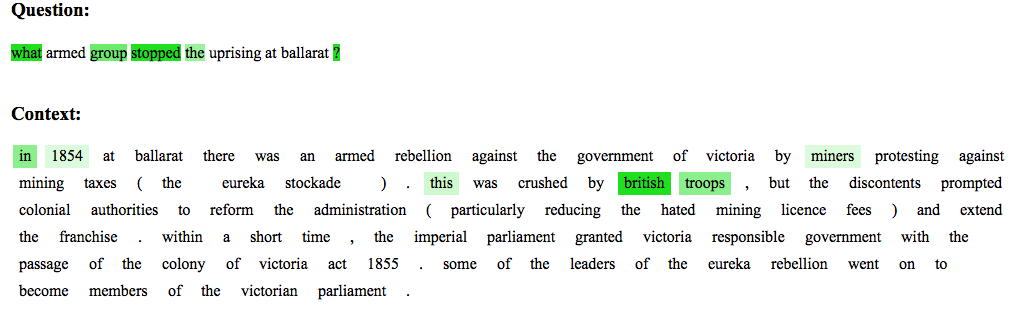 Question:
what armed group stopped the uprising at ballarat ?
Context:
in 1854 at ballarat there was an armed rebellion against the government of victoria by miners protesting against
mining taxes ( the eureka stockade ) . this was crushed by british troops , but the discontents prompted
colonial authorities to reform the administration ( particularly reducing the hated mining licence fees ) and extend
the franchise . within a short time , the imperial parliament granted victoria responsible government with the
passage of the colony of victoria act 1855 . some of the leaders of the eureka rebellion went on to
become members of the victorian parliament .